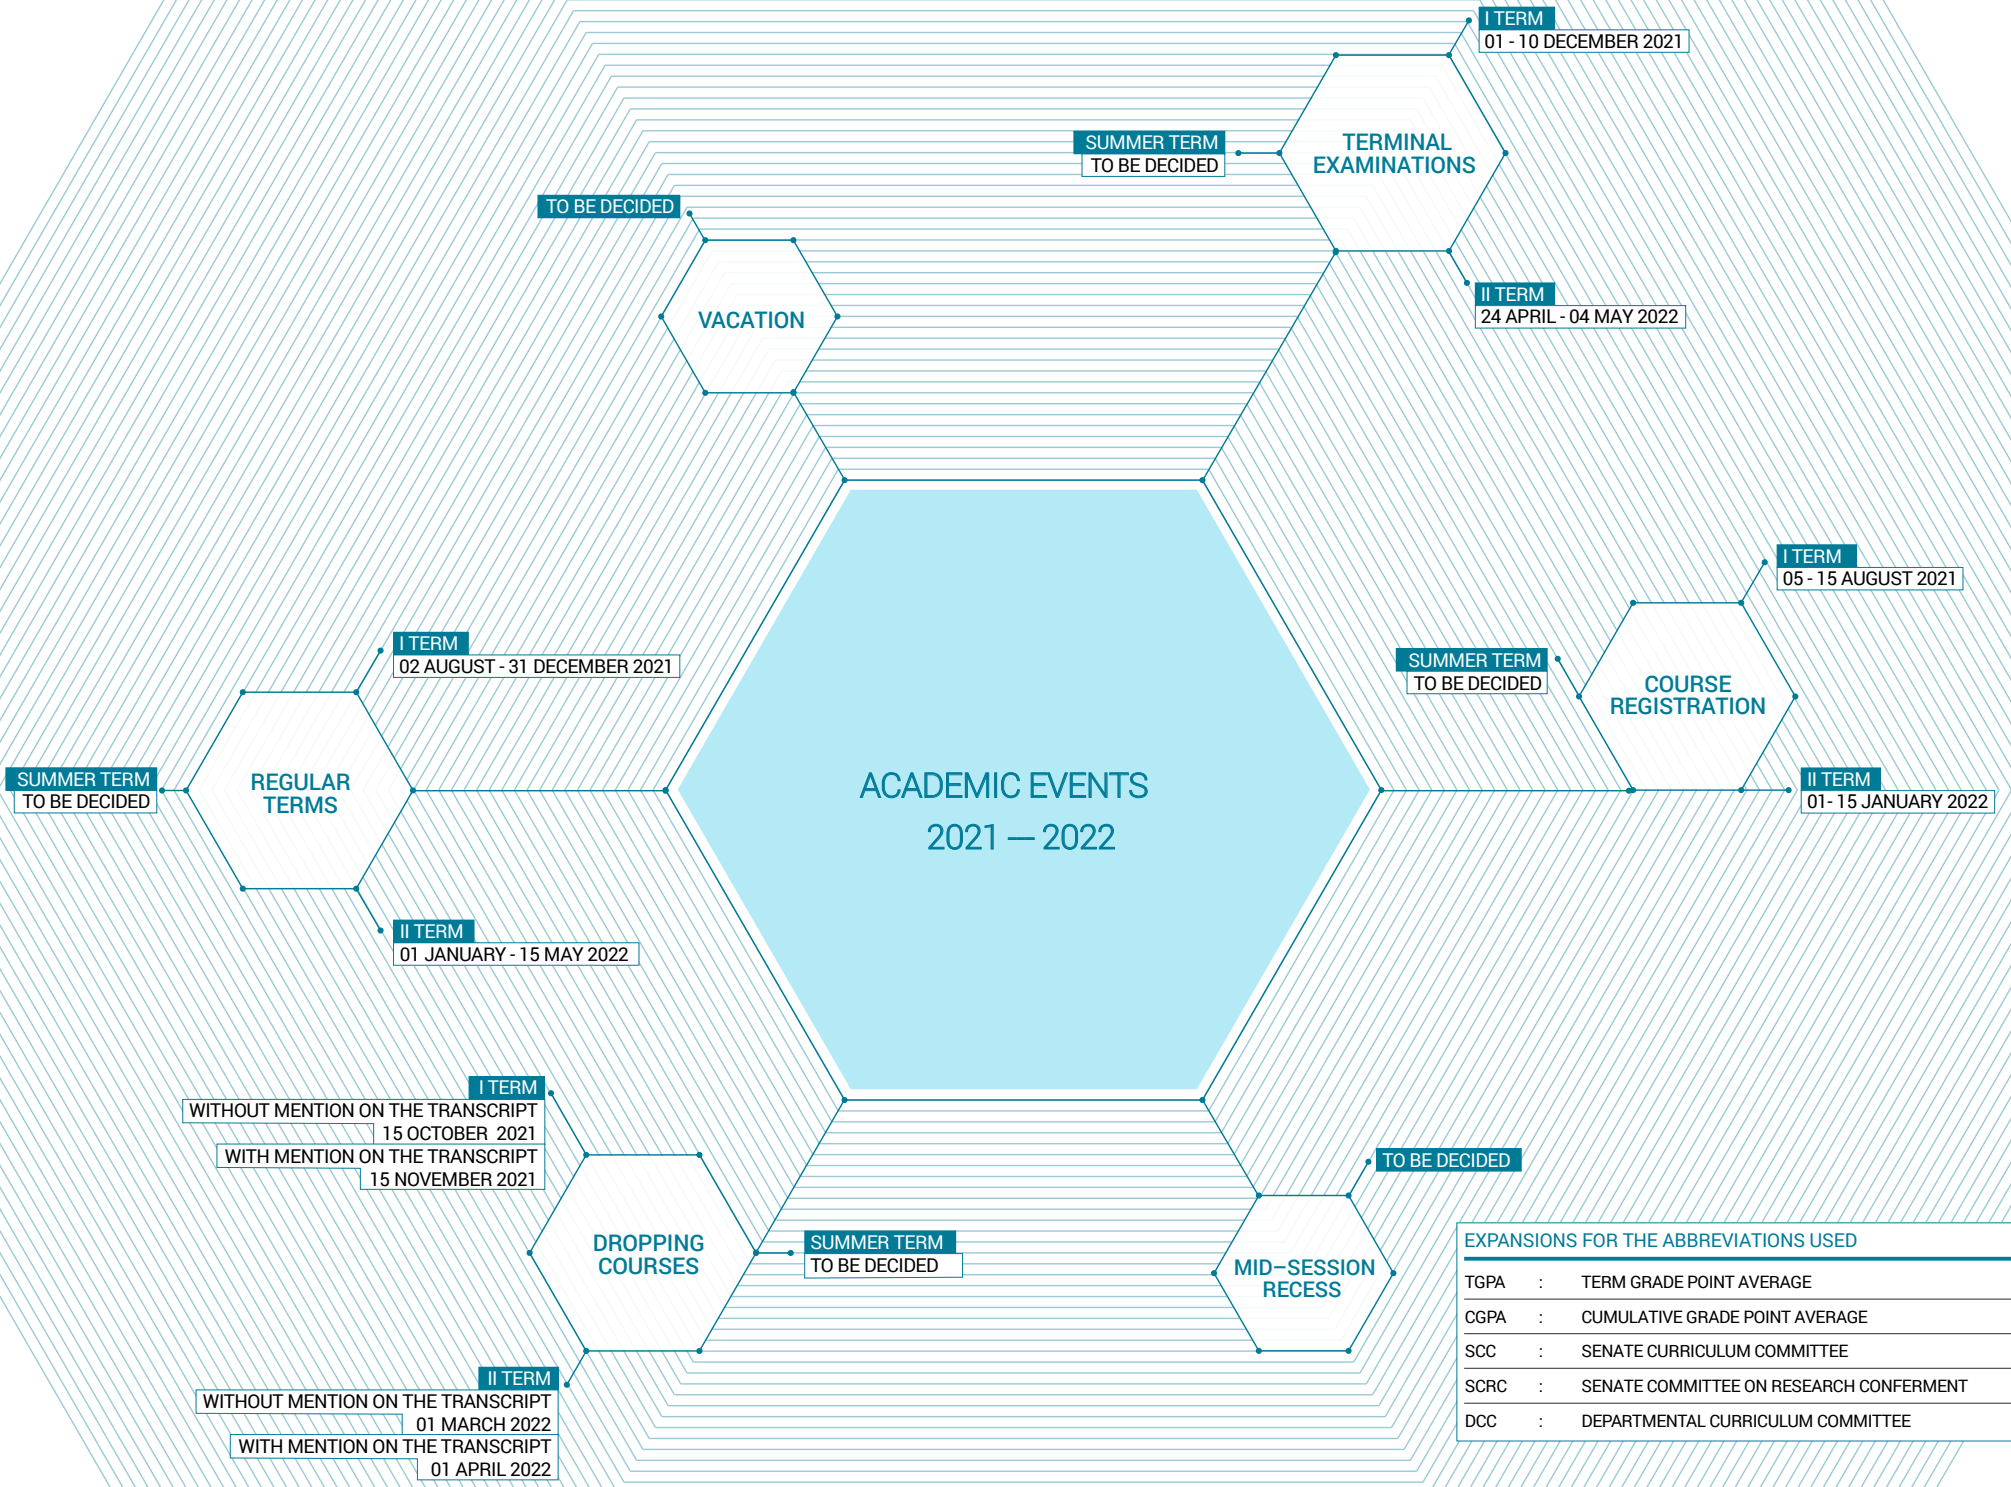 I TERM
01 - 10 DECEMBER 2021
SUMMER TERM
TO BE DECIDED
TERMINAL
EXAMINATIONS
II TERM
24 APRIL - 04 MAY 2022
TO BE DECIDED
VACATION
I TERM
05 - 15 AUGUST 2021
SUMMER TERM
TO BE DECIDED
COURSE
REGISTRATION
II TERM
01- 15 JANUARY 2022
I TERM
02 AUGUST - 31 DECEMBER 2021
SUMMER TERM
TO BE DECIDED
REGULAR
TERMS
II TERM
01 JANUARY - 15 MAY 2022
ACADEMIC EVENTS
2021 — 2022
I TERM
WITHOUT MENTION ON THE TRANSCRIPT
15 OCTOBER 2021
WITH MENTION ON THE TRANSCRIPT
15 NOVEMBER 2021
DROPPING
COURSES
SUMMER TERM
TO BE DECIDED
II TERM
WITHOUT MENTION ON THE TRANSCRIPT
01 MARCH 2022
WITH MENTION ON THE TRANSCRIPT
01 APRIL 2022
TO BE DECIDED
MID–SESSION
RECESS
EXPANSIONS FOR THE ABBREVIATIONS USED
TGPA : TERM GRADE POINT AVERAGE
CGPA : CUMULATIVE GRADE POINT AVERAGE
SCC : SENATE CURRICULUM COMMITTEE
SCRC : SENATE COMMITTEE ON RESEARCH CONFERMENT
DCC : DEPARTMENTAL CURRICULUM COMMITTEE